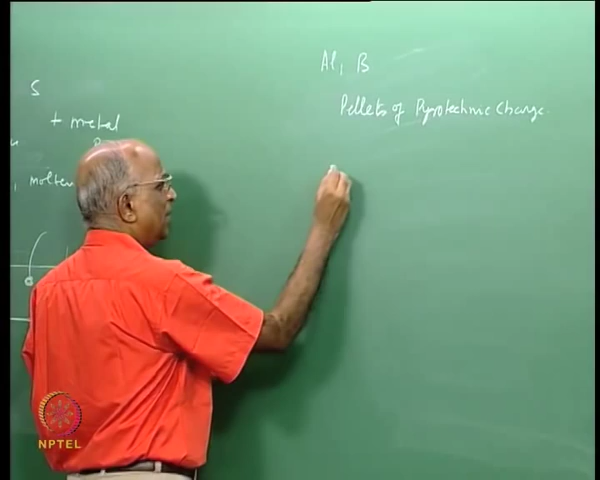 Al, B
Pellets of Pyrotechnic Charge.
S
+ metal
molten
NPTEL